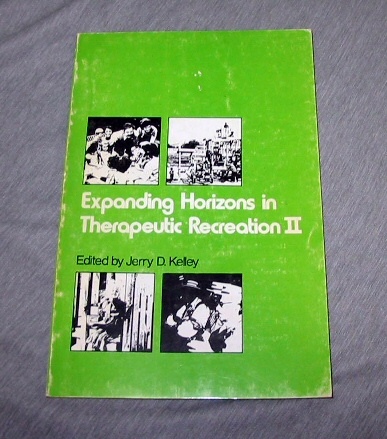 Expanding Horizons in
Therapeutic Recreation II
Edited by Jerry D. Kelley